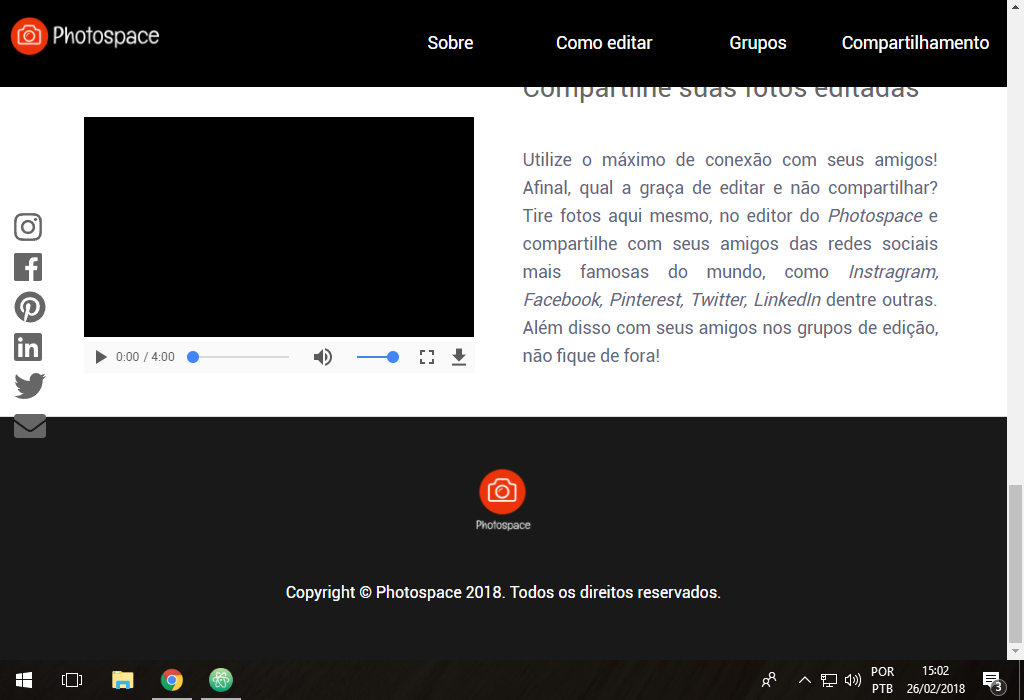 Photospace
Sobre
Como editar
Grupos
Compartilhamento
Compartilhe suas fotos editadas
Utilize o máximo de conexão com seus amigos!
Afinal, qual a graça de editar e não compartilhar?
Tire fotos aqui mesmo, no editor do Photospace e
compartilhe com seus amigos das redes sociais
mais famosas do mundo, como Instragram,
Facebook, Pinterest, Twitter, LinkedIn dentre outras.
Além disso com seus amigos nos grupos de edição,
não fique de fora!
0:00 / 4:00
Photospace
Copyright © Photospace 2018. Todos os direitos reservados.
POR
PTB
15:02
26/02/2018
3